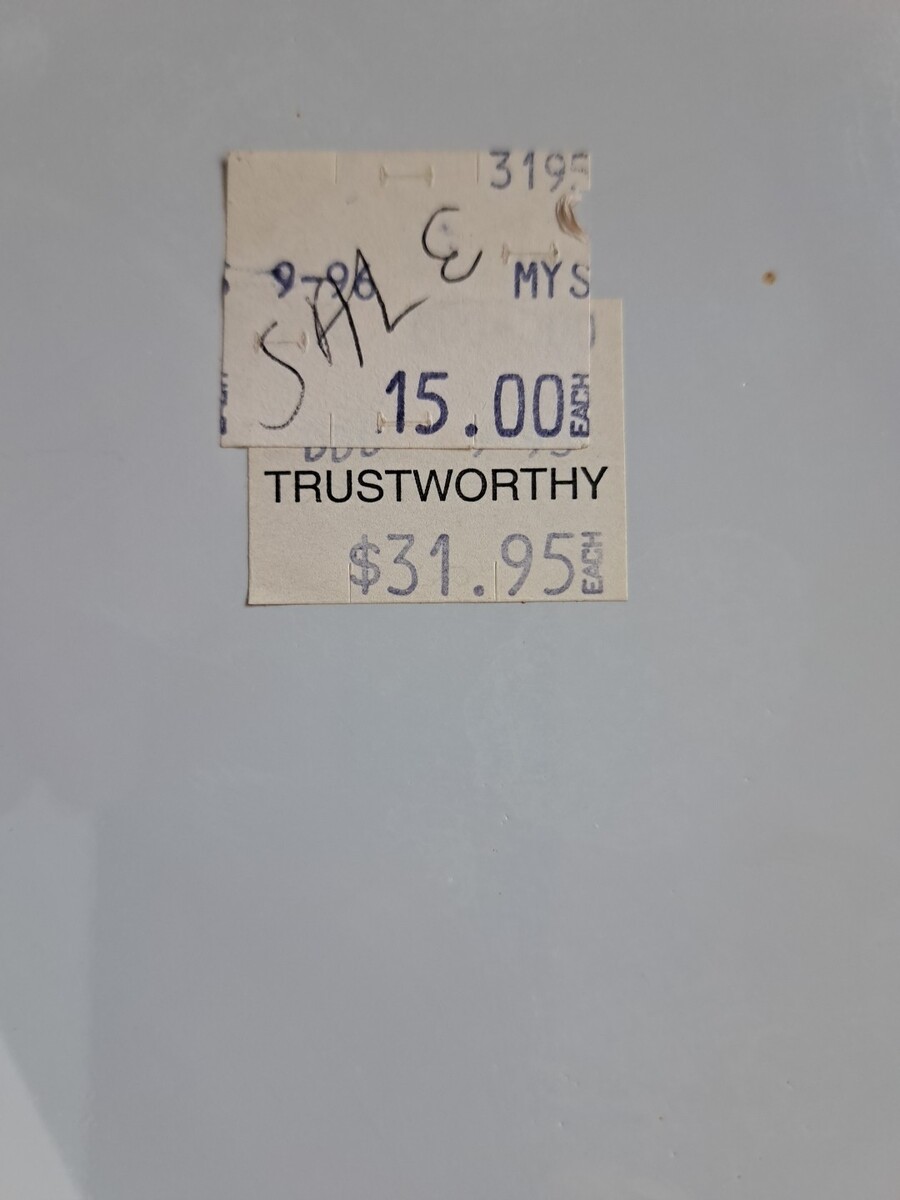 3195
9-96 MYS
SALE
15.00 EACH
TRUSTWORTHY
$31.95 EACH